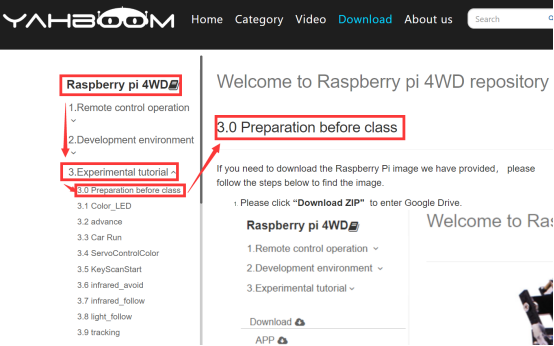 YAHBOOM
Home Category Video Download About us Search
Raspberry pi 4WD
1.Remote control operation
2.Development environment
3.Experimental tutorial
3.0 Preparation before class
3.1 Color_LED
3.2 advance
3.3 Car Run
3.4 ServoControlColor
3.5 KeyScanStart
3.6 infrared_avoid
3.7 infrared_follow
3.8 light_follow
3.9 tracking
Welcome to Raspberry pi 4WD repository
3.0 Preparation before class
If you need to download the Raspberry Pi image we have provided， please
follow the steps below to find the image.
1. Please click “Download ZIP” to enter Google Drive.
Raspberry pi 4WD
1.Remote control operation
2.Development environment
3.Experimental tutorial
Download
APP
Welcome to Ras